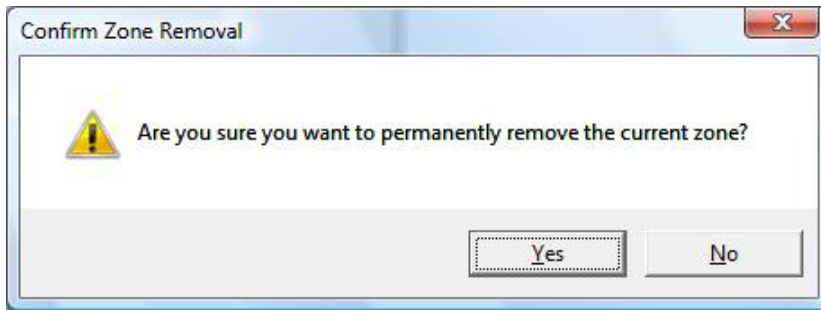 Confirm Zone Removal
Are you sure you want to permanently remove the current zone?
Yes
No